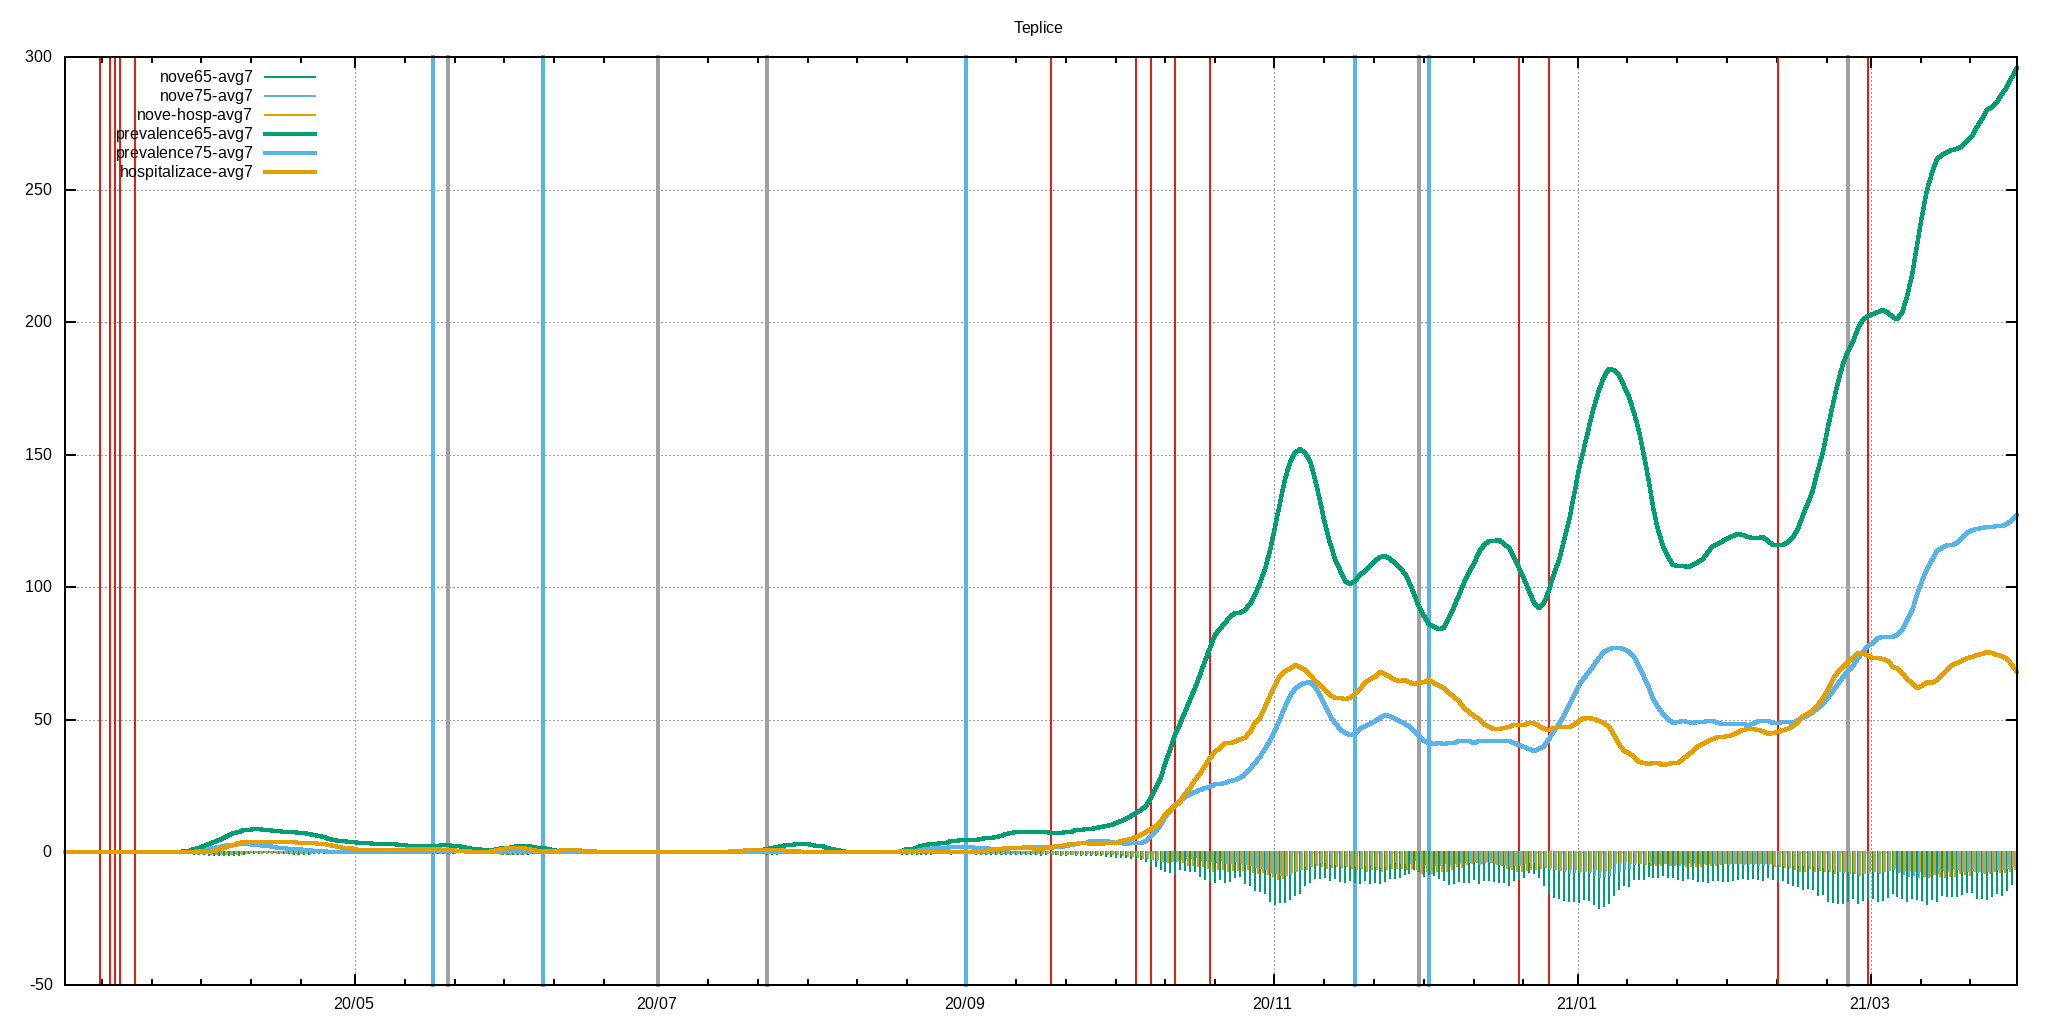 Teplice
300
nove65-avg7
nove75-avg7
nove-hosp-avg7
prevalence65-avg7
prevalence75-avg7
hospitalizace-avg7
250
200
150
100
50
0
-50
20/05 20/07 20/09 20/11 21/01 21/03